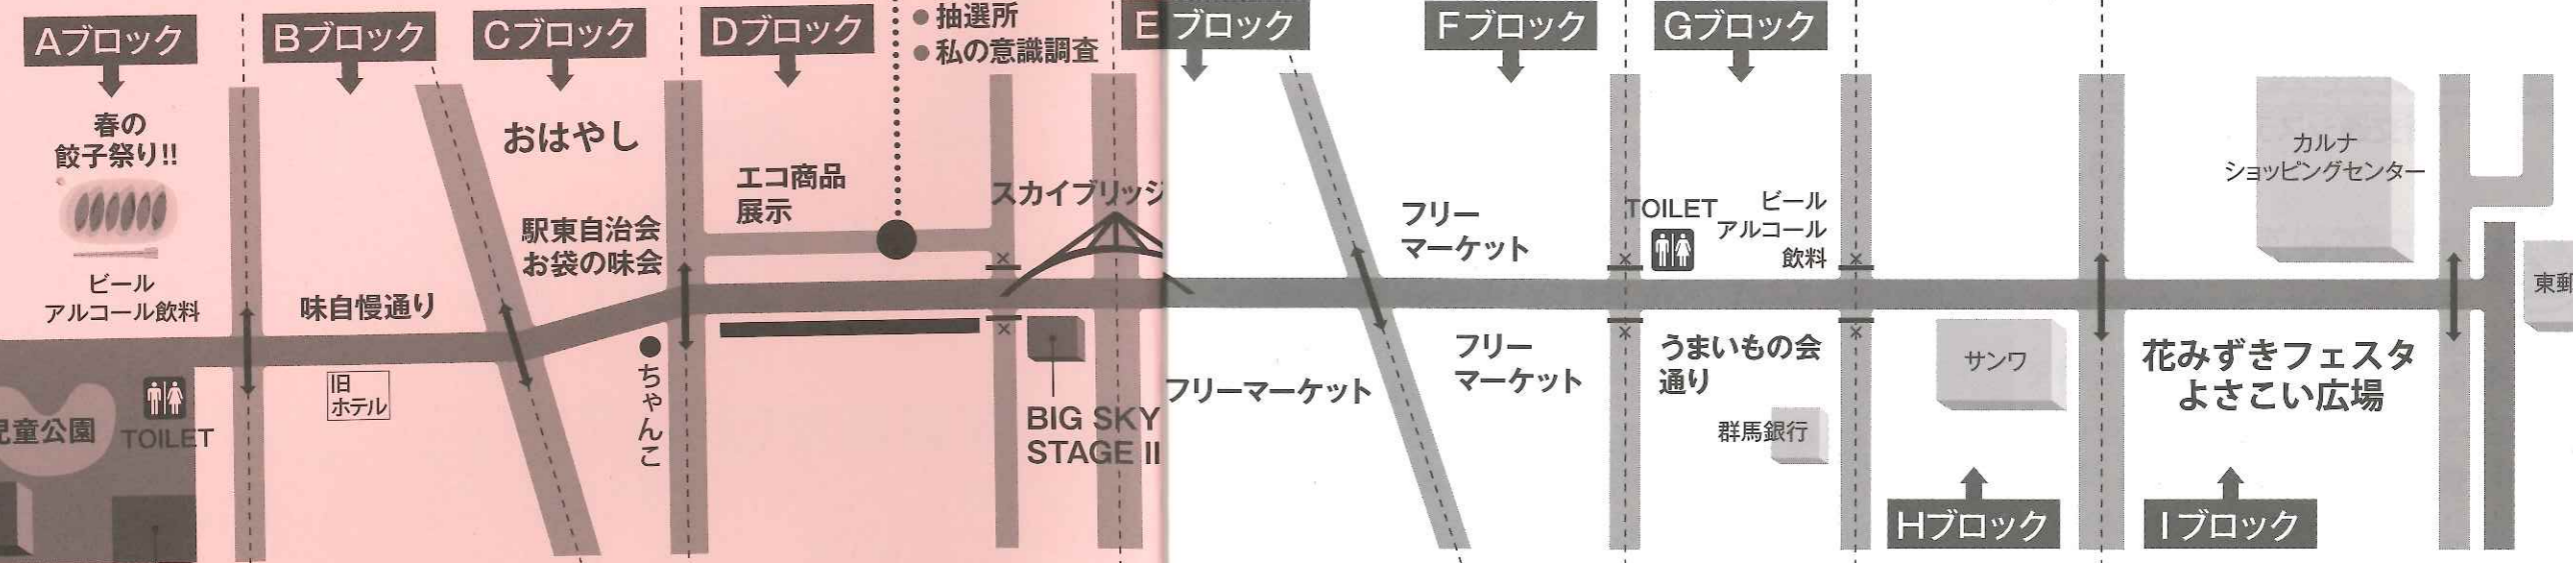 Aブロック
Bブロック
Cブロック
Dブロック
● 抽選所
● 私の意識調査
Eブロック
Fブロック
Gブロック
春の
餃子祭り!!
ビール
アルコール飲料
児童公園
TOILET
味自慢通り
旧
ホテル
おはやし
駅東自治会
お袋の味会
●ちゃんこ
エコ商品
展示
スカイブリッジ
BIG SKY
STAGE II
フリーマーケット
フリー
マーケット
フリー
マーケット
TOILET
ビール
アルコール
飲料
うまいもの会
通り
群馬銀行
サンワ
Hブロック
カルナ
ショッピングセンター
花みずきフェスタ
よさこい広場
Iブロック
東郵